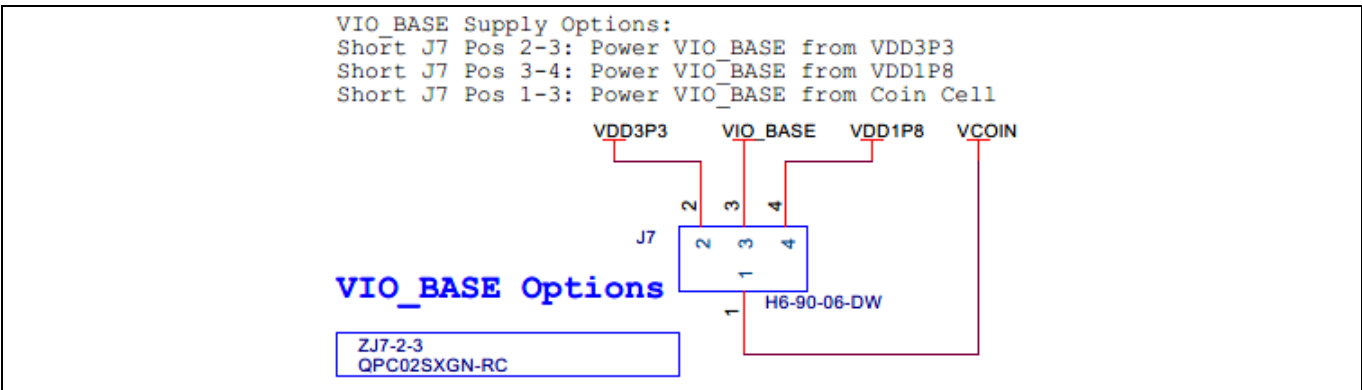 VIO_BASE Supply Options:
Short J7 Pos 2-3: Power VIO_BASE from VDD3P3
Short J7 Pos 3-4: Power VIO_BASE from VDD1P8
Short J7 Pos 1-3: Power VIO_BASE from Coin Cell
VDD3P3 VIO_BASE VDD1P8 VCOIN
2 3 4
J7 2 3 4
1
VIO_BASE Options
1 H6-90-06-DW
ZJ7-2-3
QPC02SXGN-RC